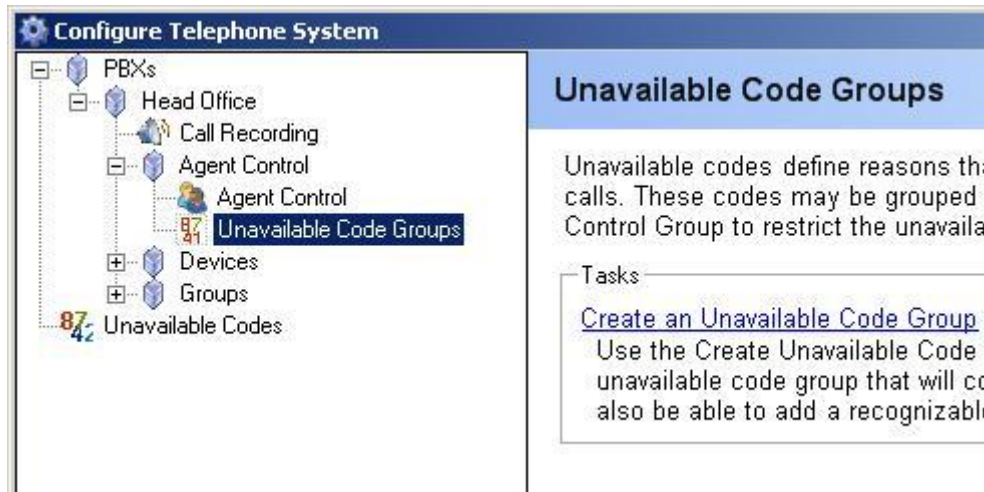 Configure Telephone System
PBXs
Head Office
Call Recording
Agent Control
Agent Control
Unavailable Code Groups
Devices
Groups
Unavailable Codes
Unavailable Code Groups
Unavailable codes define reasons tha
calls. These codes may be grouped
Control Group to restrict the unavaila
Tasks
Create an Unavailable Code Group
Use the Create Unavailable Code
unavailable code group that will co
also be able to add a recognizabl